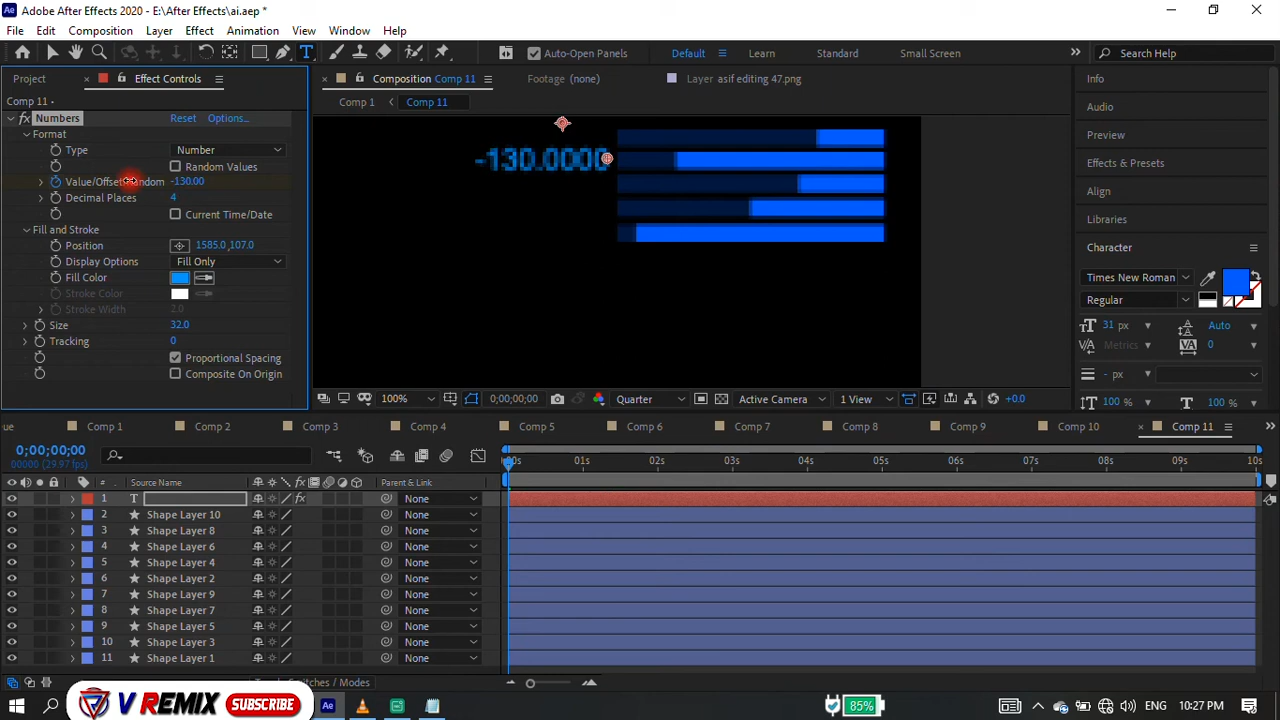 Adobe After Effects 2020 - E:\After Effects\ai.aep *
File Edit Composition Layer Effect Animation View Window Help
Auto-Open Panels Default Learn Standard Small Screen Search Help
Project Effect Controls Composition Comp 11 Footage (none) Layer asif editing 47.png Info
Comp 11 Comp 1 Comp 11 Audio
fx Numbers Reset Options... Preview
Format
Type Number
Random Values -130.0000 Effects & Presets
Value/Offset/Random -130.00
Decimal Places 4 Align
Current Time/Date Libraries
Fill and Stroke
Position 1585.0,107.0 Character
Display Options Fill Only
Fill Color Times New Roman
Stroke Color Regular
Stroke Width 2.0
Size 32.0 31 px Auto
Tracking 0 Metrics 0
Proportional Spacing
Composite On Origin - px
100% 0;00;00;00 Quarter Active Camera 1 View +0.0 100 % 100 %
ue Comp 1 Comp 2 Comp 3 Comp 4 Comp 5 Comp 6 Comp 7 Comp 8 Comp 9 Comp 10 Comp 11
0;00;00;00
00000 (29.97 fps) 00s 01s 02s 03s 04s 05s 06s 07s 08s 09s 10s
# Source Name Parent & Link
1 T fx None
2 Shape Layer 10 None
3 Shape Layer 8 None
4 Shape Layer 6 None
5 Shape Layer 4 None
6 Shape Layer 2 None
7 Shape Layer 9 None
8 Shape Layer 7 None
9 Shape Layer 5 None
10 Shape Layer 3 None
11 Shape Layer 1 None
T Switches / Modes
V REMIX SUBSCRIBE Ae 85% ENG 10:27 PM